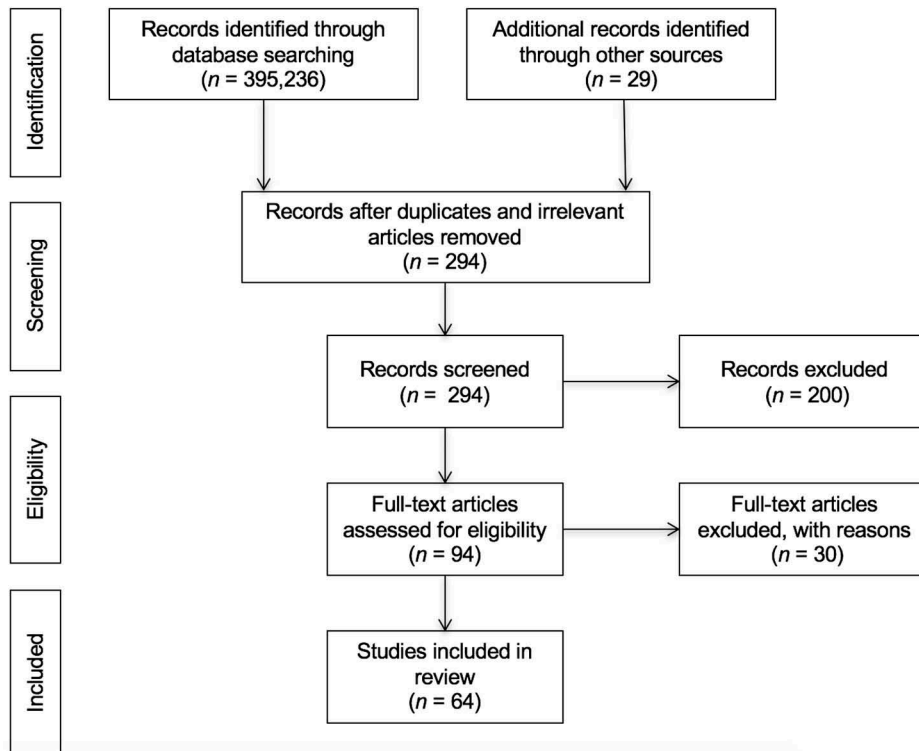 Identification
Records identified through
database searching
(n = 395,236)
Additional records identified
through other sources
(n = 29)
Screening
Records after duplicates and irrelevant
articles removed
(n = 294)
Records screened
(n =  294)
Records excluded
(n = 200)
Eligibility
Full-text articles
assessed for eligibility
(n = 94)
Full-text articles
excluded, with reasons
(n = 30)
Included
Studies included in
review
(n = 64)